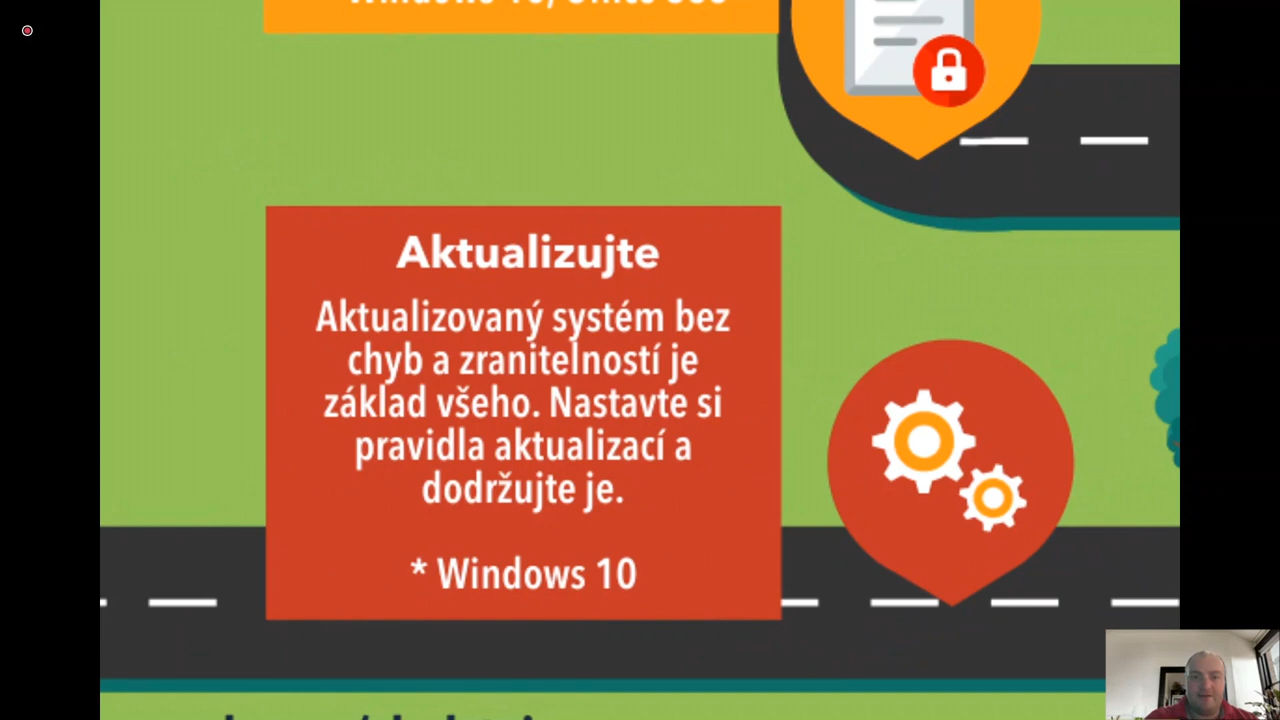 Aktualizujte
Aktualizovaný systém bez
chyb a zranitelností je
základ všeho. Nastavte si
pravidla aktualizací a
dodržujte je.
* Windows 10